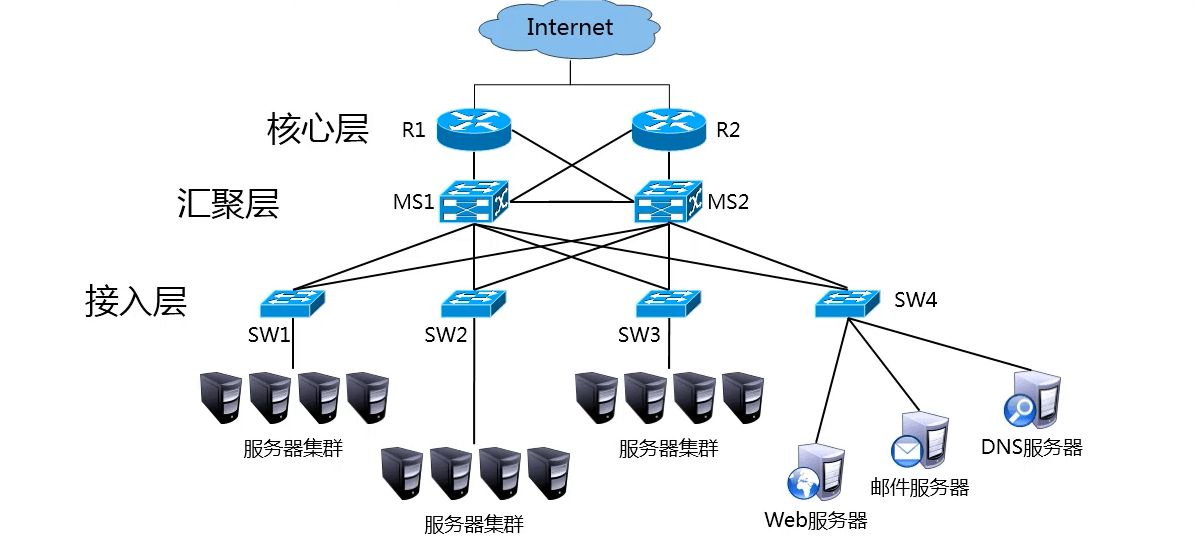 Internet
核心层
R1
R2
汇聚层
MS1
MS2
接入层
SW1
SW2
SW3
SW4
服务器集群
服务器集群
服务器集群
DNS服务器
邮件服务器
Web服务器